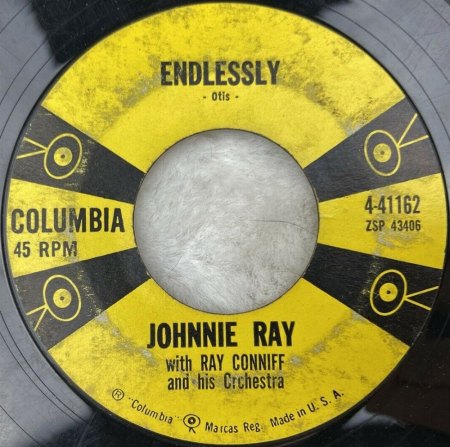 ENDLESSLY
- Otis -
COLUMBIA
45 RPM
4-41162
ZSP 43406
JOHNNIE RAY
with RAY CONNIFF
and his Orchestra
® "Columbia" Marcas Reg. Made in U. S. A.